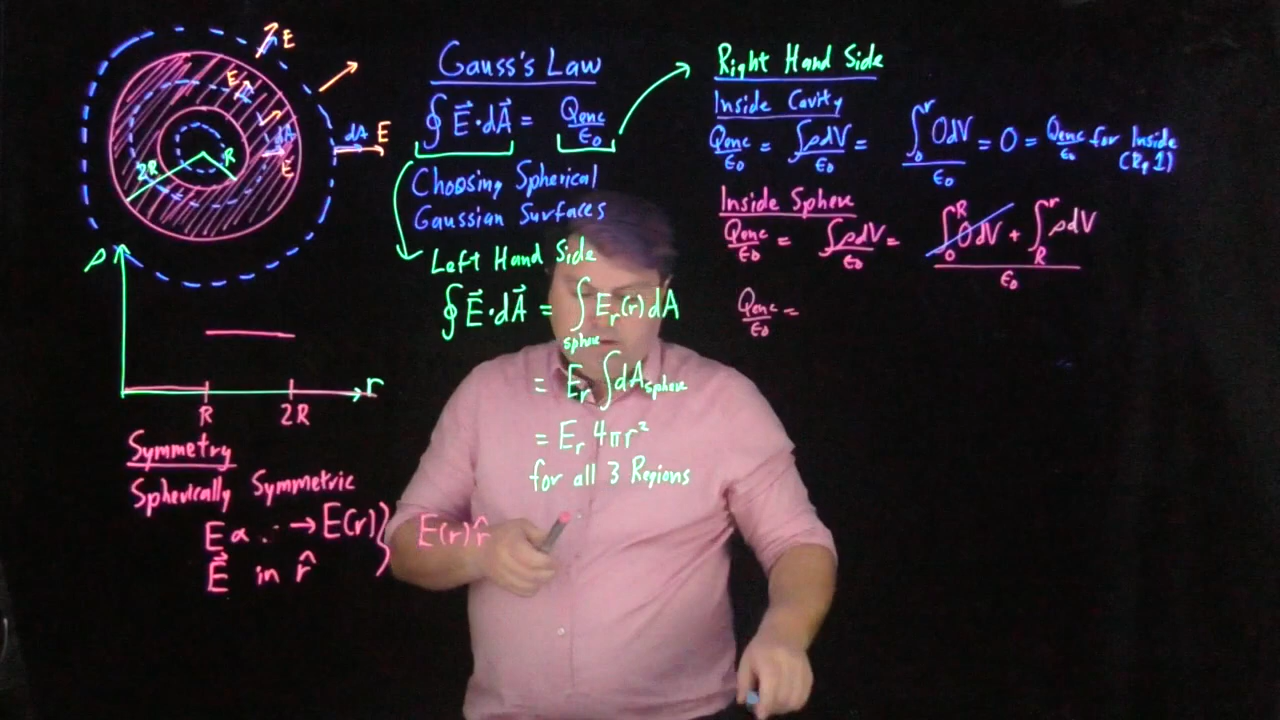 E
E
dA
dA E
E
2R
R
ρ
r
R 2R
Symmetry
Spherically Symmetric
E α ∴ → E(r) } E(r) r̂
E⃗ in r̂
Gauss's Law
∮ E⃗·dA⃗ = Qenc/ε₀
Choosing Spherical
Gaussian Surfaces
Left Hand Side
∮ E⃗·dA⃗ = ∫sphere Er(r) dA
= Er ∫ dAsphere
= Er 4πr²
for all 3 Regions
Right Hand Side
Inside Cavity
Qenc/ε₀ = ∫ρdV/ε₀ = ∫₀ʳ 0dV/ε₀ = 0 = Qenc/ε₀ for Inside
(Rg 1)
Inside Sphere
Qenc/ε₀ = ∫ρdV/ε₀ = (∫₀ᴿ 0dV + ∫ᵣʳ ρdV)/ε₀
Qenc/ε₀ =